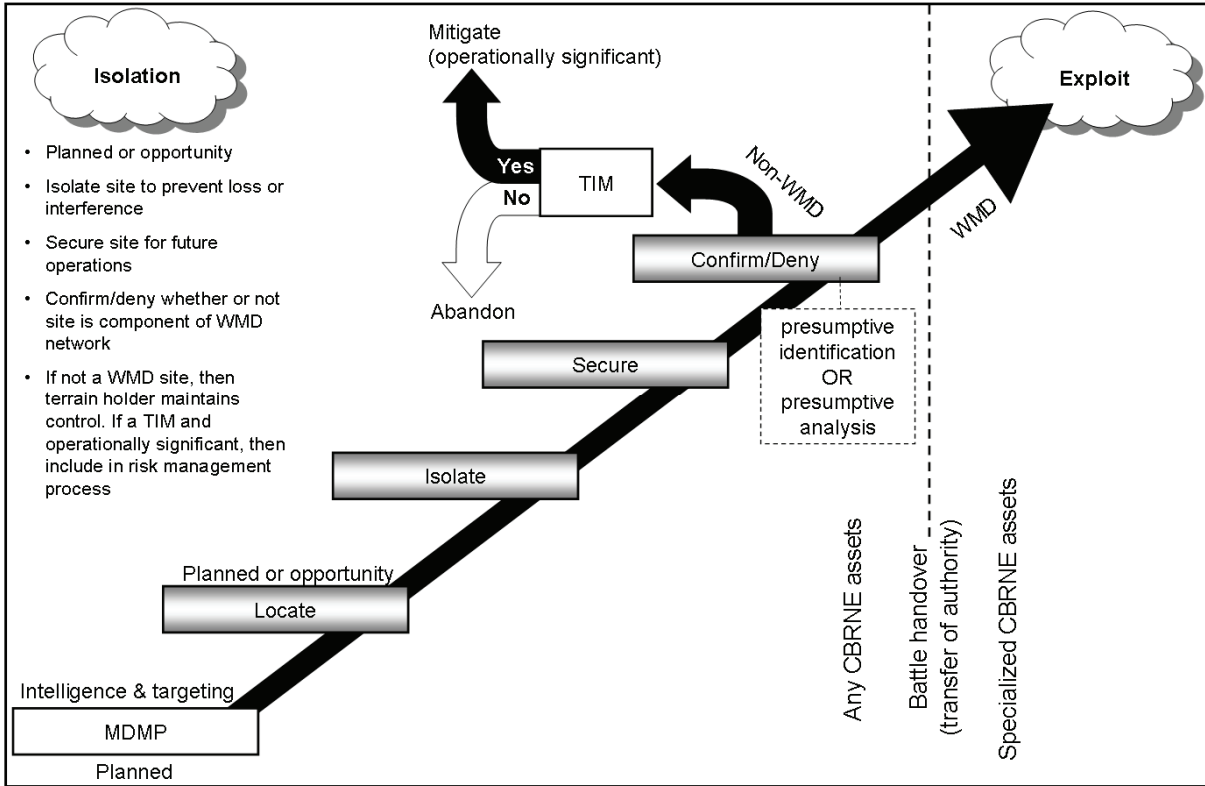 Isolation
• Planned or opportunity
• Isolate site to prevent loss or
interference
• Secure site for future
operations
• Confirm/deny whether or not
site is component of WMD
network
• If not a WMD site, then
terrain holder maintains
control. If a TIM and
operationally significant, then
include in risk management
process
Mitigate
(operationally significant)
Yes
No
TIM
Abandon
Non-WMD
Exploit
WMD
Confirm/Deny
presumptive
identification
OR
presumptive
analysis
Secure
Isolate
Planned or opportunity
Locate
Intelligence & targeting
MDMP
Planned
Any CBRNE assets
Battle handover
(transfer of authority)
Specialized CBRNE assets